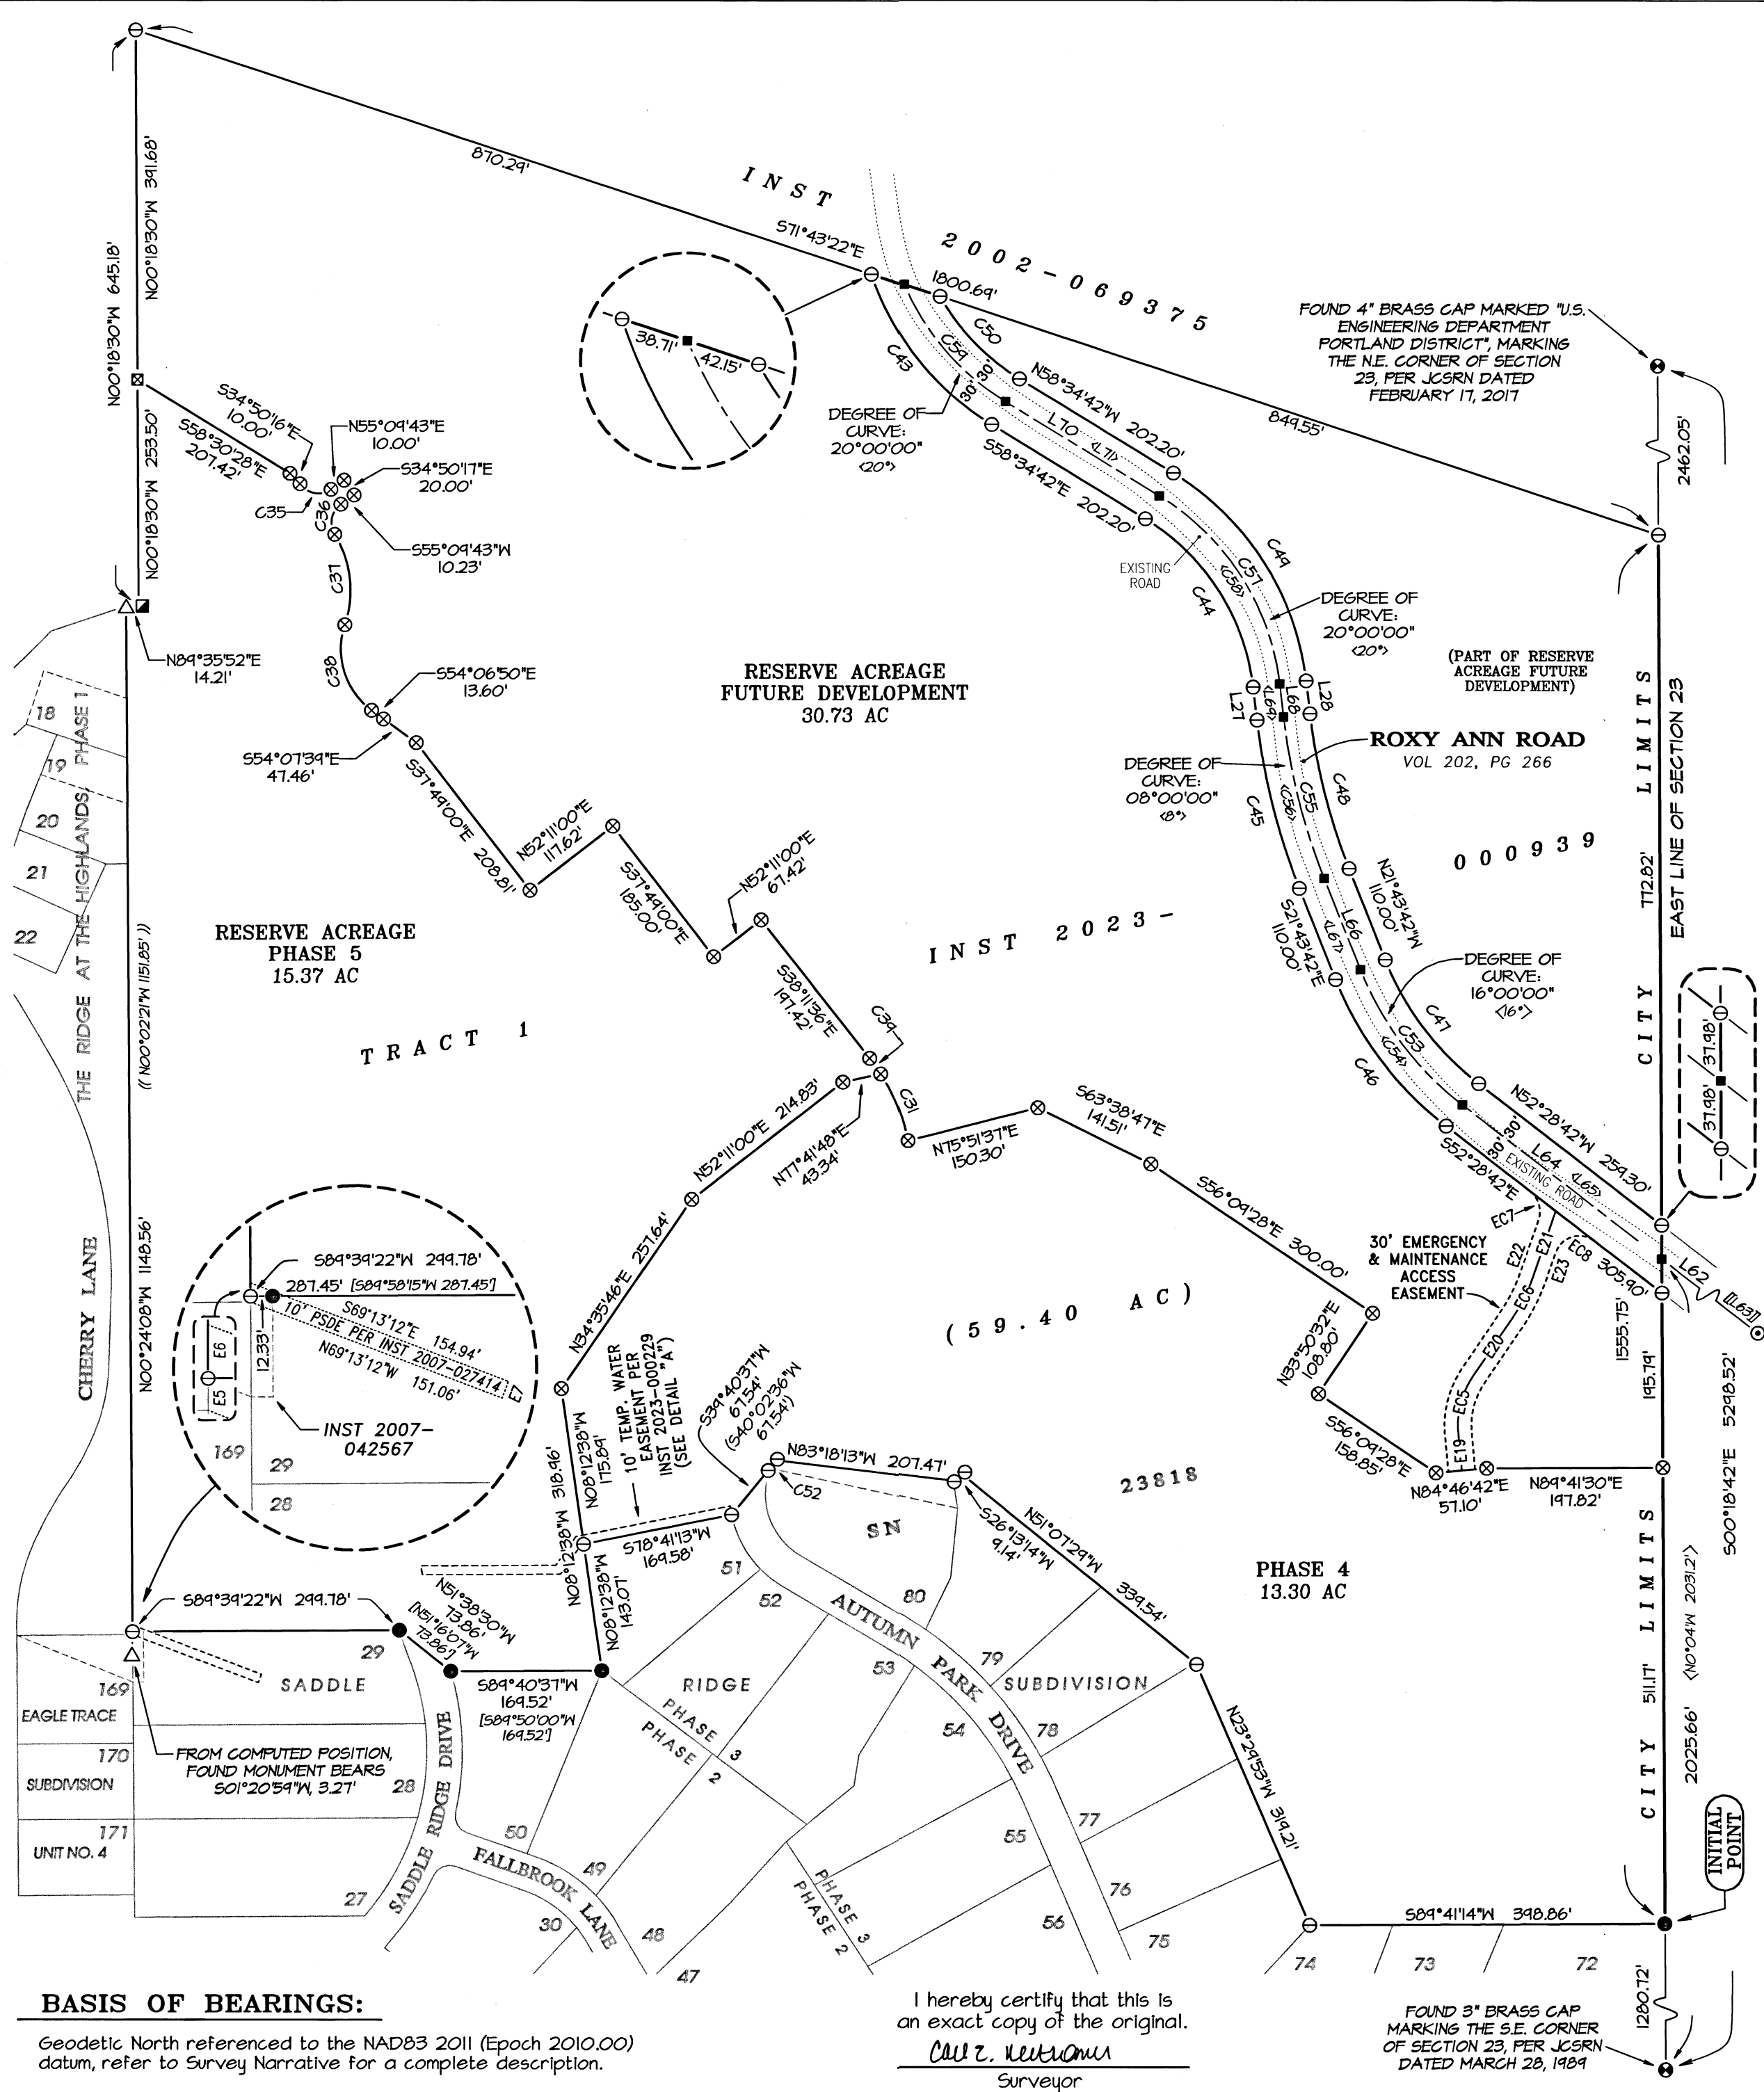 N00°18'30"W 391.68'
N00°18'30"W 645.18'
N00°18'30"W 253.50'
870.29'
S71°43'22"E
1800.69'
849.55'
INST
2002-069375
38.71'
42.15'
C43
C59
C50
30'
30'
N58°34'42"W 202.20'
L70
<L71>
S58°34'42"E 202.20'
DEGREE OF
CURVE:
20°00'00"
<20°>
FOUND 4" BRASS CAP MARKED "U.S.
ENGINEERING DEPARTMENT
PORTLAND DISTRICT", MARKING
THE N.E. CORNER OF SECTION
23, PER JCSRN DATED
FEBRUARY 17, 2017
2462.05'
S34°50'16"E
10.00'
S58°30'28"E
207.42'
N55°09'43"E
10.00'
S34°50'17"E
20.00'
C35
C36
S55°09'43"W
10.23'
C37
C38
N89°35'52"E
14.21'
S54°06'50"E
13.60'
S54°07'39"E
47.46'
EXISTING
ROAD
C44
C57
<C58>
C49
DEGREE OF
CURVE:
20°00'00"
<20°>
(PART OF RESERVE
ACREAGE FUTURE
DEVELOPMENT)
RESERVE ACREAGE
FUTURE DEVELOPMENT
30.73 AC
L27
<L69>
L68
L28
ROXY ANN ROAD
VOL 202, PG 266
DEGREE OF
CURVE:
08°00'00"
<8°>
C45
<C56>
C55
C48
CITY LIMITS
EAST LINE OF SECTION 23
772.82'
000939
18
19
20
21
22
THE RIDGE AT THE HIGHLANDS, PHASE 1
S37°49'00"E 208.81'
N52°11'00"E
117.62'
S37°49'00"E
185.00'
N52°11'00"E
67.42'
S38°11'36"E
197.42'
C39
RESERVE ACREAGE
PHASE 5
15.37 AC
((N00°02'21"W 1151.85'))
INST 2023-
TRACT 1
S21°43'42"E
110.00'
<L67>
L66
N21°43'42"W
110.00'
DEGREE OF
CURVE:
16°00'00"
<16°>
C46
<C54>
C53
C47
N52°28'42"W 259.30'
30'
30'
L64
<L65>
EXISTING ROAD
S52°28'42"E
305.90'
37.98'
37.98'
L62
[[L63]]
N52°11'00"E 214.83'
N77°41'48"E
43.34'
C31
N75°51'37"E
150.30'
S63°38'47"E
141.51'
S56°09'28"E 300.00'
N34°35'46"E 257.64'
EC7
EC8
E22
E21
E23
EC6
E20
EC5
E19
30' EMERGENCY
& MAINTENANCE
ACCESS
EASEMENT
CHERRY LANE
N00°24'08"W 1148.56'
S89°39'22"W 299.78'
287.45' [S89°58'15"W 287.45']
S69°13'12"E 154.94'
10' PSDE PER INST 2007-027414
N69°13'12"W 151.06'
E7
E6
E5
12.33'
INST 2007-
042567
169
29
28
(59.40 AC)
N33°50'32"E
108.80'
S56°09'28"E
158.85'
N84°46'42"E
57.10'
N89°41'30"E
197.82'
1555.75'
195.79'
S00°18'42"E 5298.52'
N08°12'38"W 318.96'
N08°12'38"W
175.89'
10' TEMP. WATER
EASEMENT PER
INST 2023-000229
(SEE DETAIL "A")
S39°40'37"W
67.54'
(S40°02'36"W
67.54')
N83°18'13"W 207.47'
C52
S26°13'14"W
9.14'
N51°07'29"W 339.54'
SN
23818
S78°41'13"W
169.58'
N08°12'38"W
143.07'
PHASE 4
13.30 AC
CITY LIMITS
511.17'
2025.66'
<N0°04'W 2031.2'>
S89°39'22"W 299.78'
N51°38'30"W
73.86'
[N51°16'07"W
73.86']
S89°40'37"W
169.52'
[S89°50'00"W
169.52']
29
SADDLE
RIDGE
SUBDIVISION
51
52
80
79
53
54
78
77
55
76
56
75
74
73
72
AUTUMN PARK DRIVE
PHASE 3
PHASE 2
169
EAGLE TRACE
170
SUBDIVISION
171
UNIT NO. 4
FROM COMPUTED POSITION,
FOUND MONUMENT BEARS
S01°20'59"W, 3.27'
28
27
SADDLE RIDGE DRIVE
FALLBROOK LANE
50
49
30
48
47
PHASE 3
PHASE 2
N23°29'53"W 319.21'
S89°41'14"W 398.86'
INITIAL
POINT
1280.72'
BASIS OF BEARINGS:
Geodetic North referenced to the NAD83 2011 (Epoch 2010.00)
datum, refer to Survey Narrative for a complete description.
I hereby certify that this is
an exact copy of the original.
Surveyor
FOUND 3" BRASS CAP
MARKING THE S.E. CORNER
OF SECTION 23, PER JCSRN
DATED MARCH 28, 1989